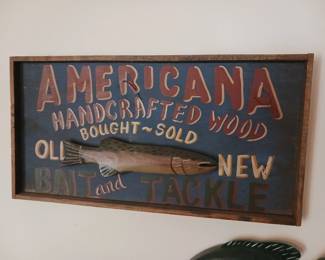 AMERICANA
HANDCRAFTED WOOD
BOUGHT~SOLD
OLD NEW
BAIT and TACKLE